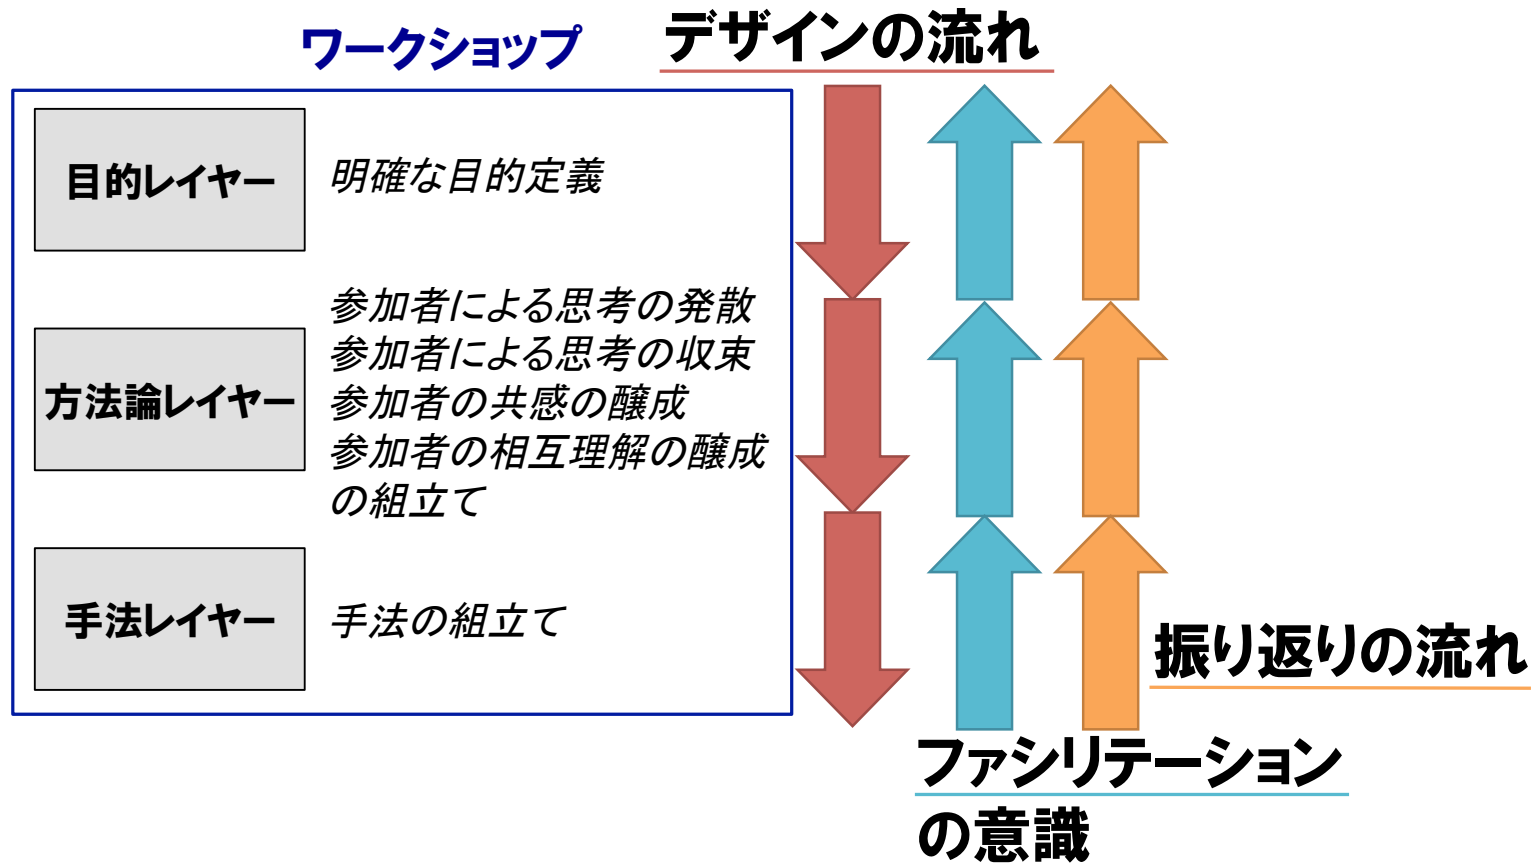 ワークショップ
デザインの流れ
目的レイヤー
明確な目的定義
方法論レイヤー
参加者による思考の発散
参加者による思考の収束
参加者の共感の醸成
参加者の相互理解の醸成
の組立て
手法レイヤー
手法の組立て
振り返りの流れ
ファシリテーション
の意識